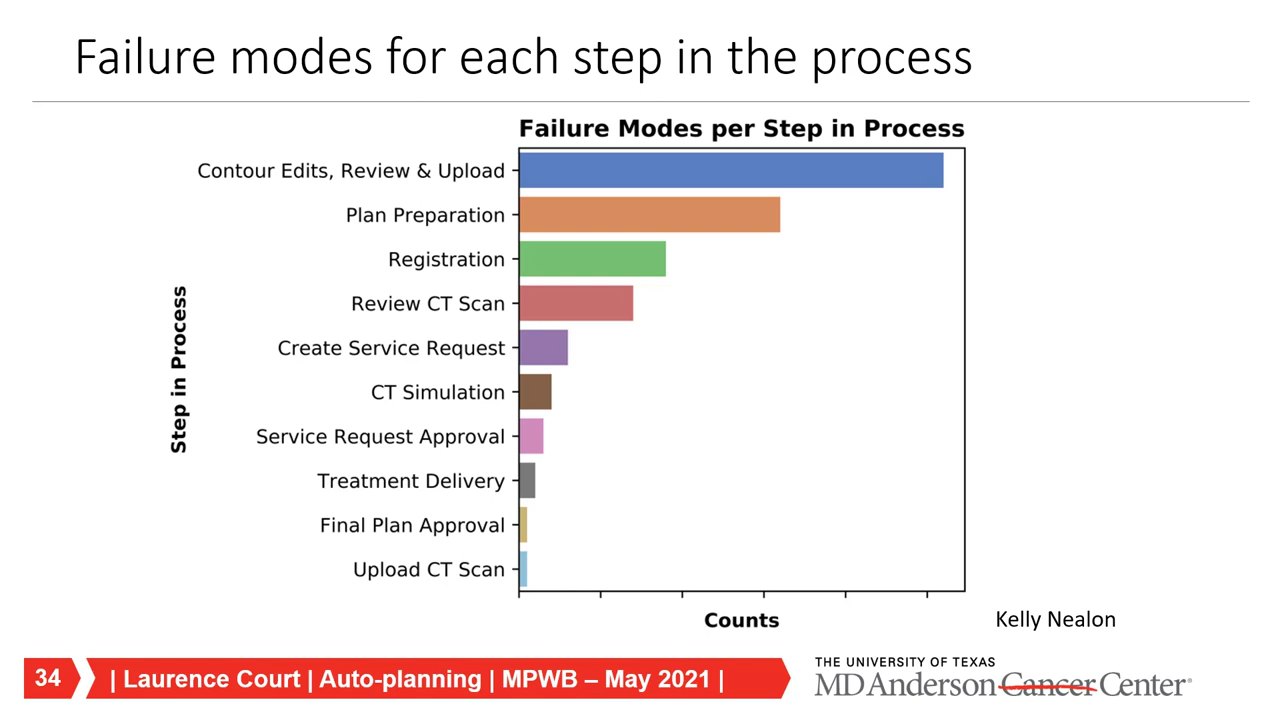 Failure modes for each step in the process
Failure Modes per Step in Process
Contour Edits, Review & Upload
Plan Preparation
Registration
Review CT Scan
Create Service Request
CT Simulation
Service Request Approval
Treatment Delivery
Final Plan Approval
Upload CT Scan
Step in Process
Counts
Kelly Nealon
34
| Laurence Court | Auto-planning | MPWB – May 2021 |
THE UNIVERSITY OF TEXAS
MD Anderson Cancer Center®